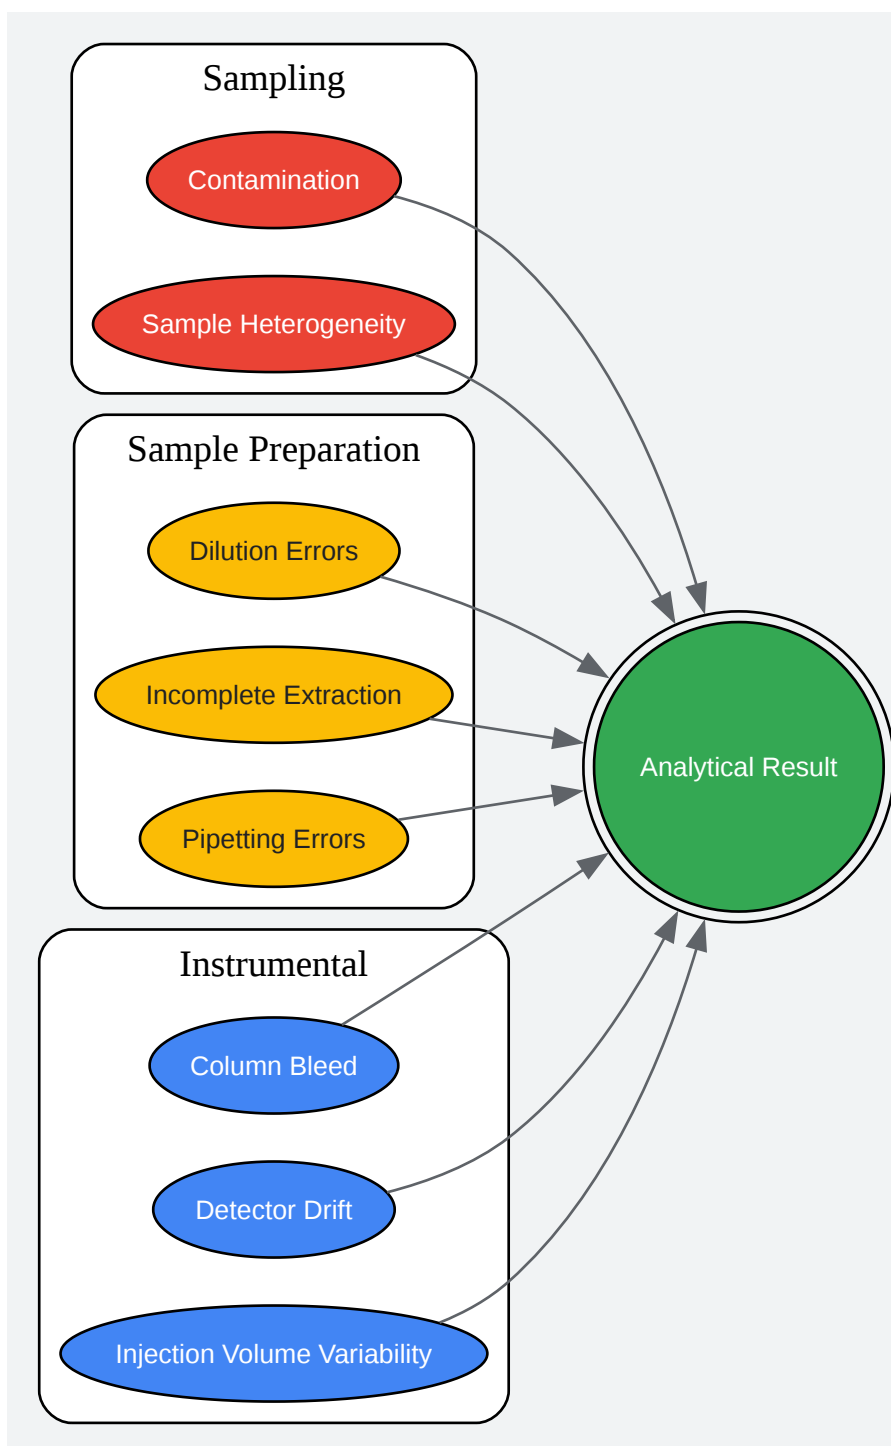 Sampling
Contamination
Sample Heterogeneity
Sample Preparation
Dilution Errors
Incomplete Extraction
Pipetting Errors
Analytical Result
Instrumental
Column Bleed
Detector Drift
Injection Volume Variability